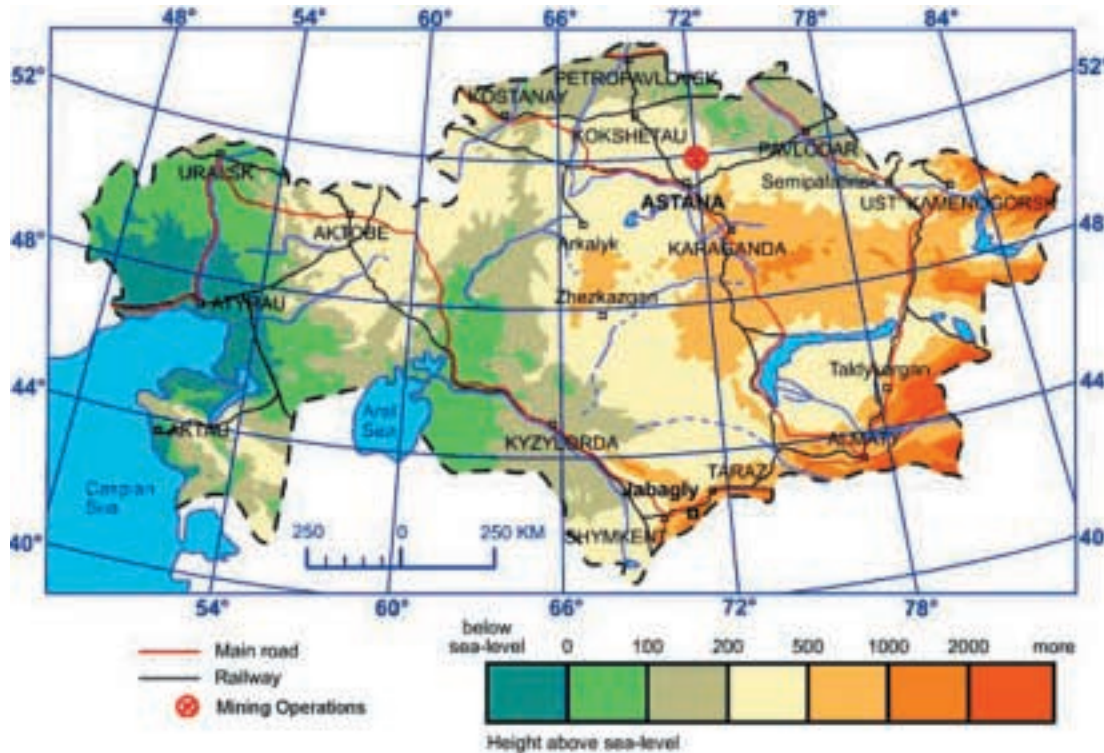 48° 54° 60° 66° 72° 78° 84°
52° 52°
PETROPAVLOVSK
KOSTANAY
KOKSHETAU
PAVLODAR
URALSK
Semipalatinsk
UST KAMENOGORSK
ASTANA
48° 48°
AKTOBE
Arkalyk
KARAGANDA
ATYRAU
Zhezkazgan
44° 44°
Taldykorgan
Aral
Sea
AKTAU
KYZYLORDA
ALMATY
TARAZ
Caspian
Sea
Jabagly
250 0 250 KM
SHYMKENT
40° 40°
54° 60° 66° 72° 78°
Main road
Railway
Mining Operations
below
sea-level 0 100 200 500 1000 2000 more
Height above sea-level